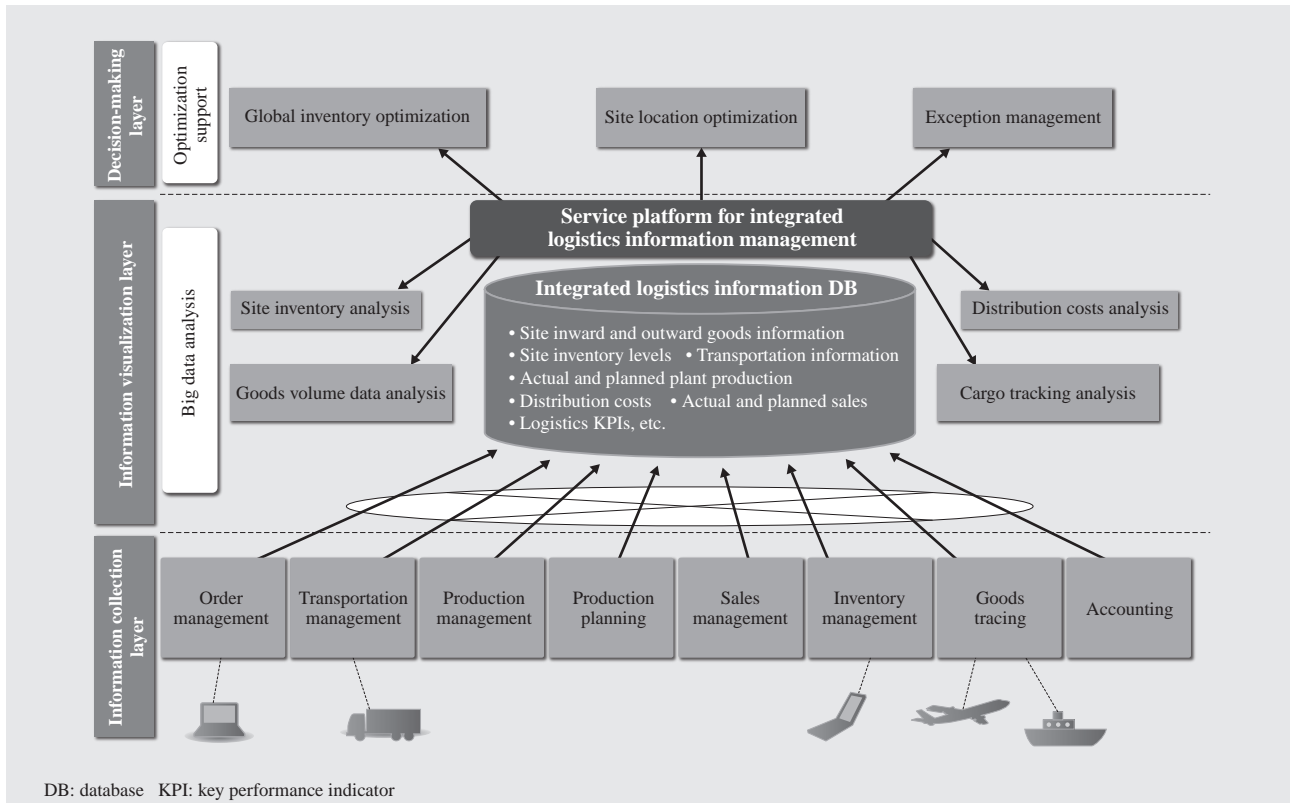 Decision-making
layer
Optimization
support
Global inventory optimization
Site location optimization
Exception management
Information visualization layer
Big data analysis
Service platform for integrated
logistics information management
Integrated logistics information DB
• Site inward and outward goods information
• Site inventory levels • Transportation information
• Actual and planned plant production
• Distribution costs • Actual and planned sales
• Logistics KPIs, etc.
Site inventory analysis
Goods volume data analysis
Distribution costs analysis
Cargo tracking analysis
Information collection
layer
Order
management
Transportation
management
Production
management
Production
planning
Sales
management
Inventory
management
Goods
tracing
Accounting
DB: database KPI: key performance indicator